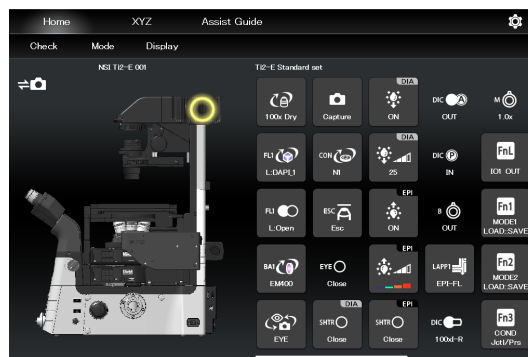 Home XYZ Assist Guide
Check Mode Display
NSI Ti2-E 001
Ti2-E Standard set
100x Dry
Capture
DIA
ON
DIC A
OUT
M
1.0x
FL1
L:DAPI_1
CON
N1
DIA
25
DIC P
IN
FnL
IO1 OUT
FL1
L:Open
ESC
Esc
EPI
ON
B
OUT
Fn1
MODE1
LOAD:SAVE
BA1
EM400
EYE
Close
EPI
LAPP1
EPI-FL
Fn2
MODE2
LOAD:SAVE
EYE
DIA
SHTR
Close
EPI
SHTR
Close
DIC
100xI-R
Fn3
COND
Jctl/Prs